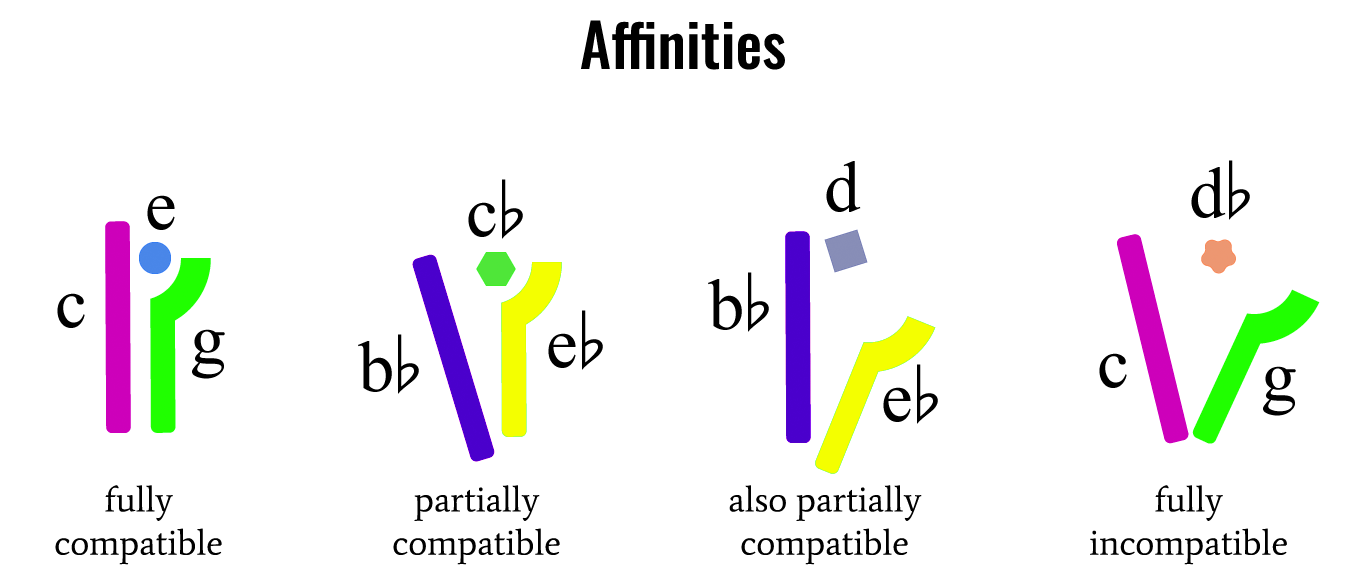 Affinities
e
c
g
fully
compatible
c♭
b♭
e♭
partially
compatible
d
b♭
e♭
also partially
compatible
d♭
c
g
fully
incompatible